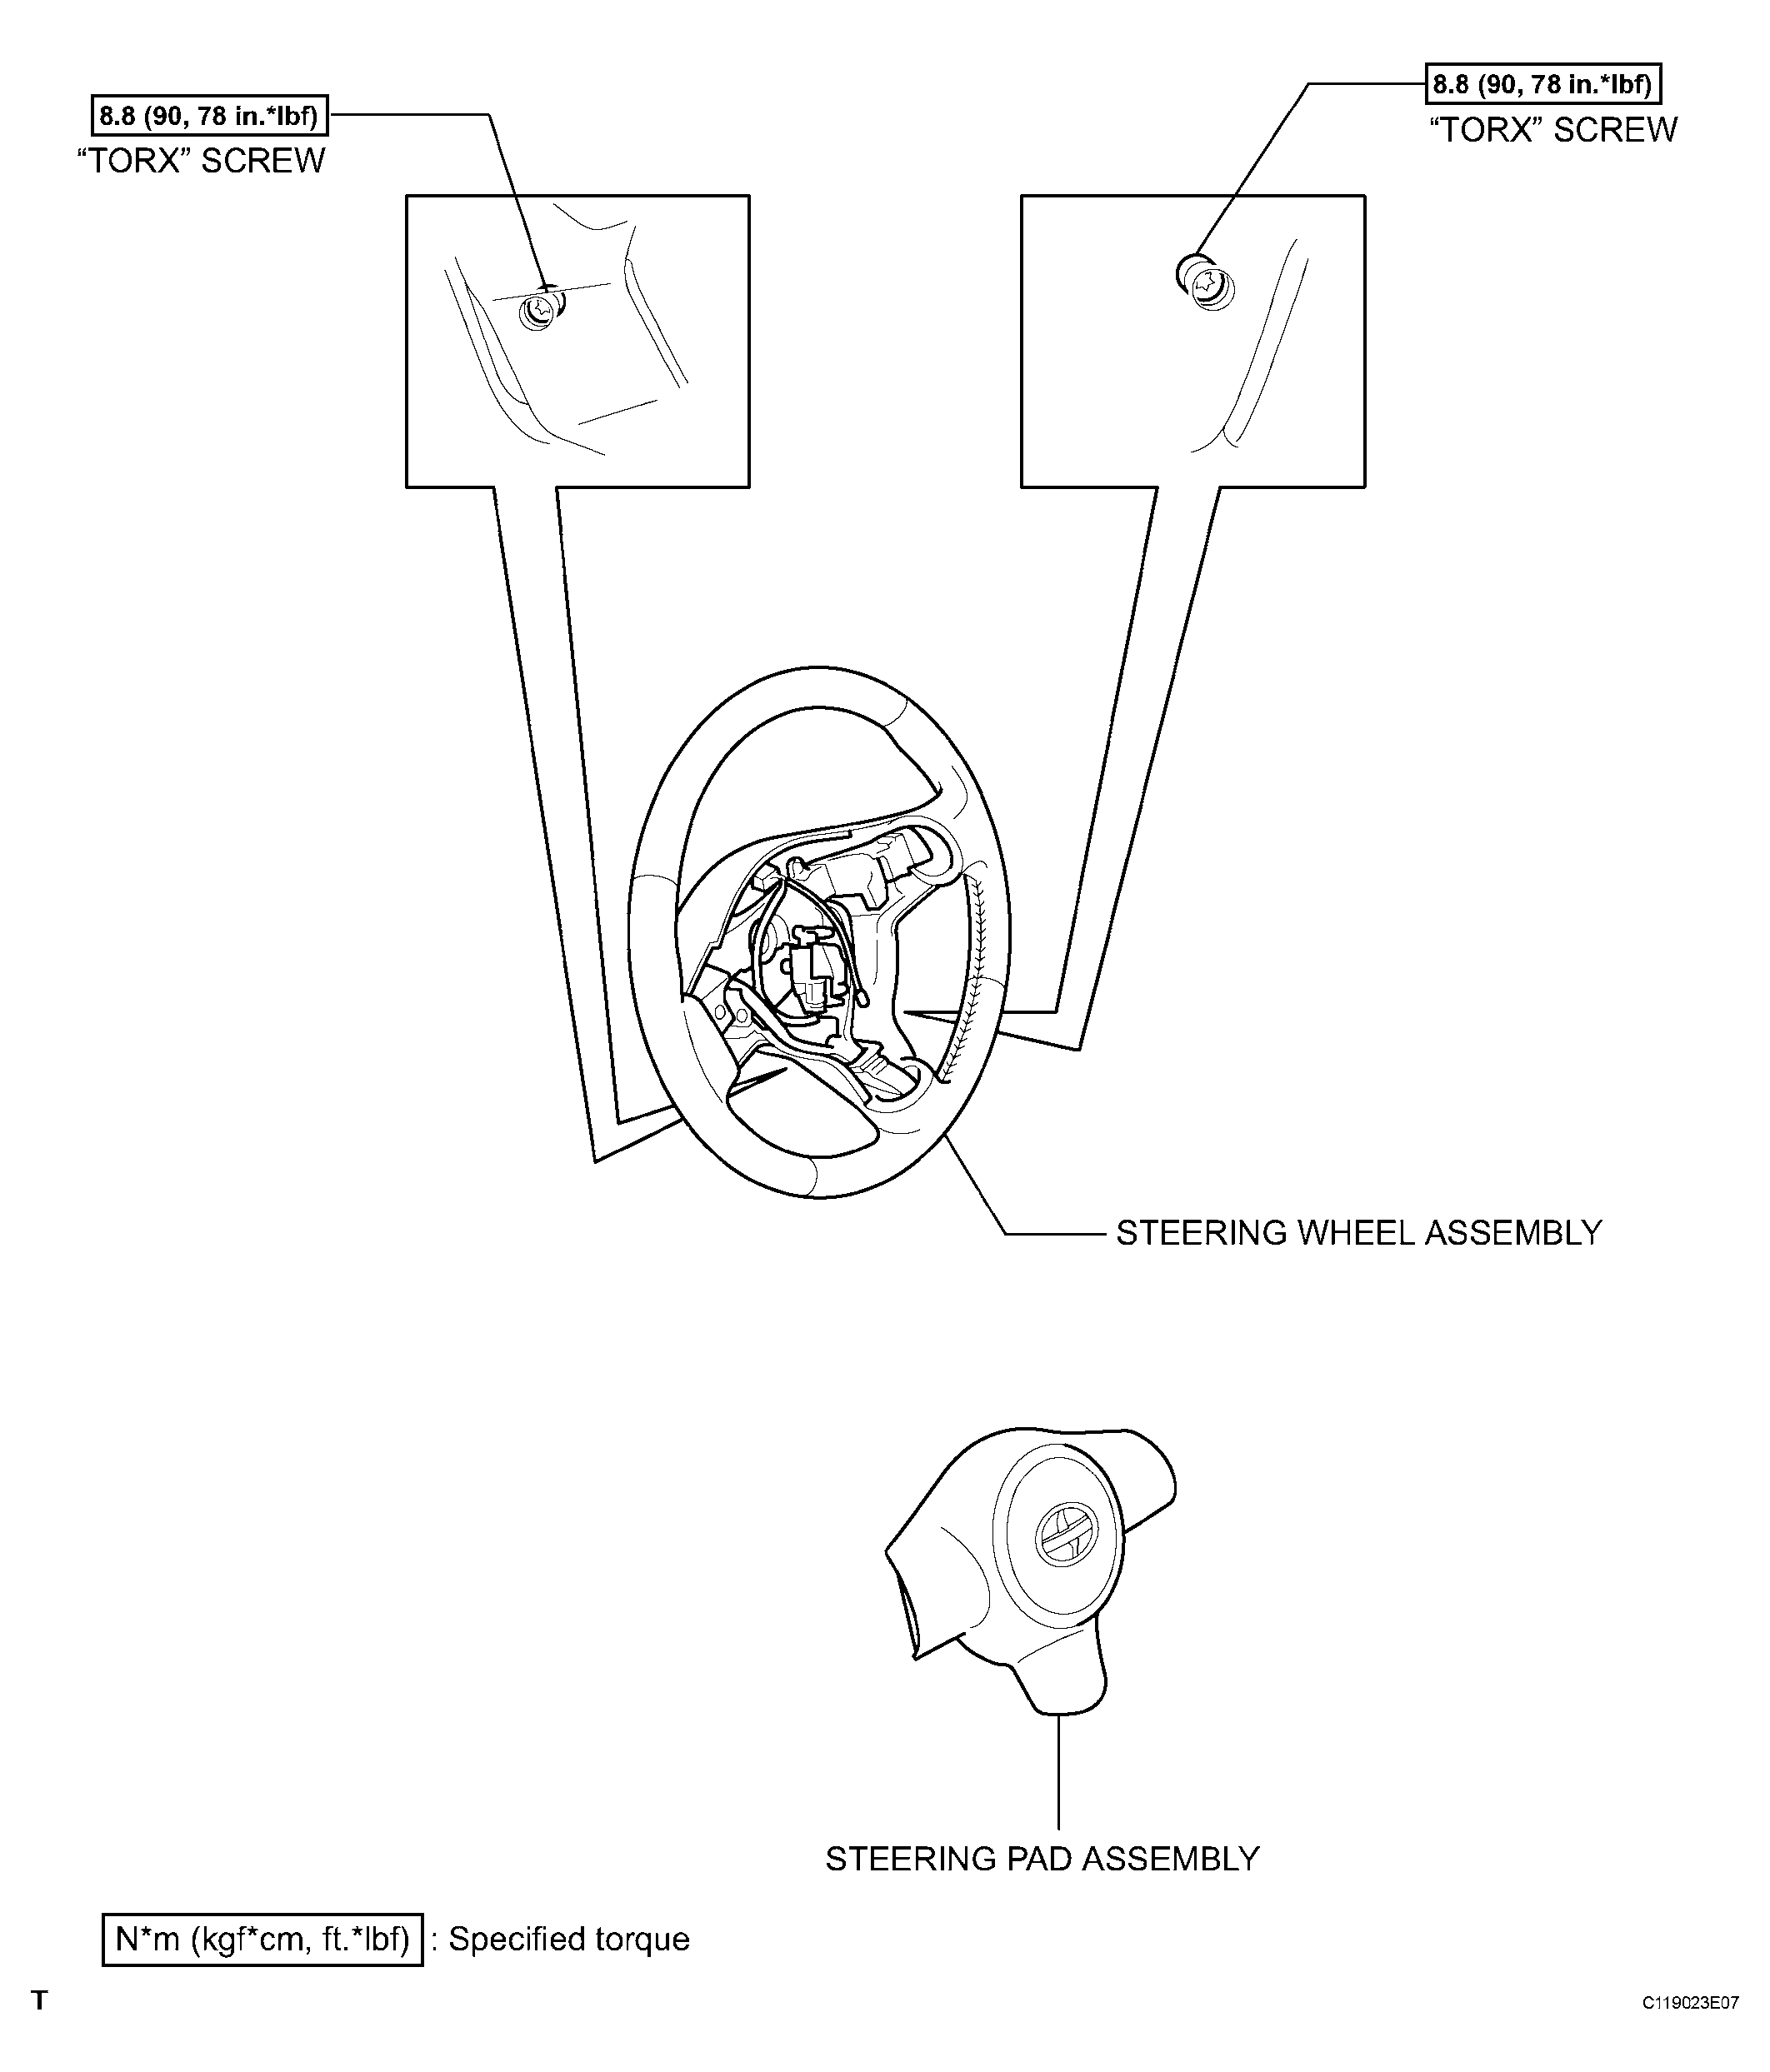 8.8 (90, 78 in.*lbf)
“TORX” SCREW
8.8 (90, 78 in.*lbf)
“TORX” SCREW
STEERING WHEEL ASSEMBLY
STEERING PAD ASSEMBLY
N*m (kgf*cm, ft.*lbf) : Specified torque
T
C119023E07